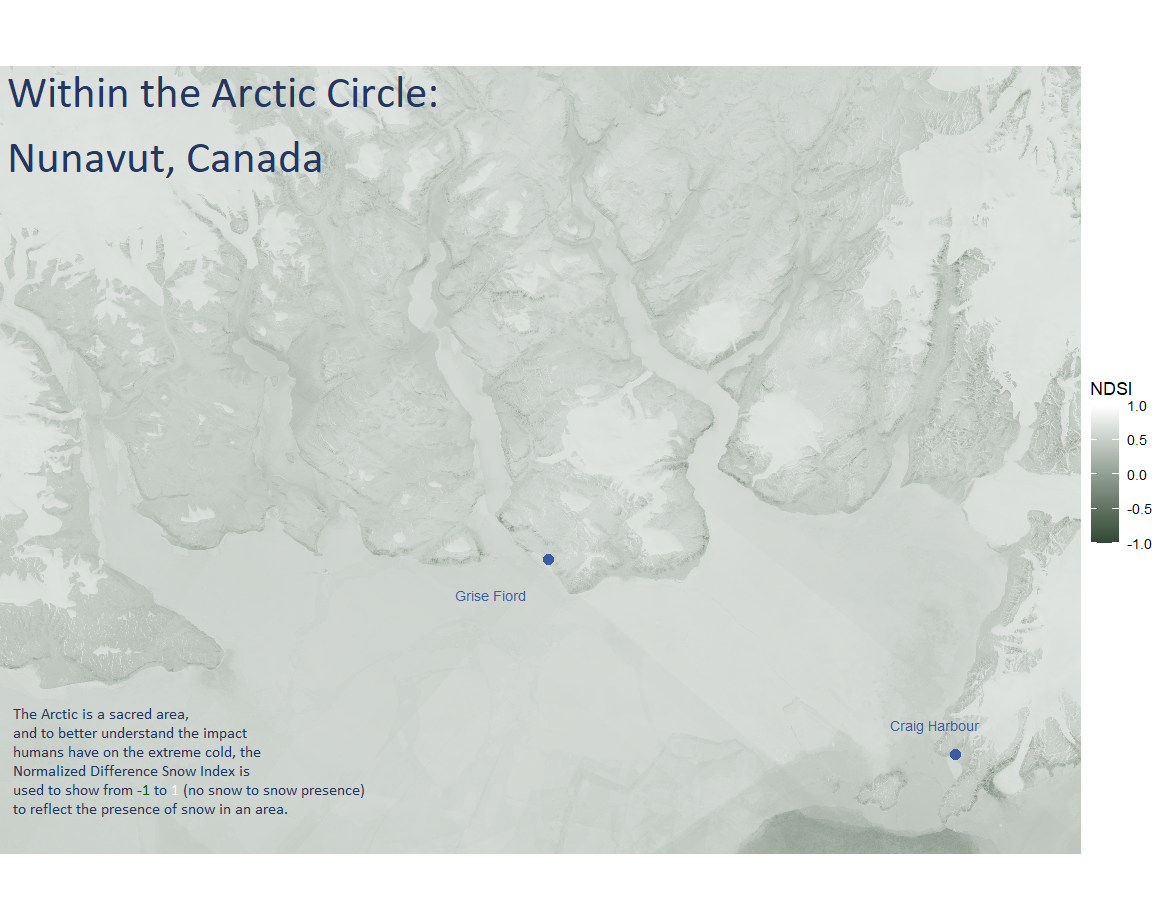 Within the Arctic Circle:
Nunavut, Canada
NDSI
1.0
0.5
0.0
-0.5
-1.0
Grise Fiord
Craig Harbour
The Arctic is a sacred area,
and to better understand the impact
humans have on the extreme cold, the
Normalized Difference Snow Index is
used to show from -1 to 1 (no snow to snow presence)
to reflect the presence of snow in an area.